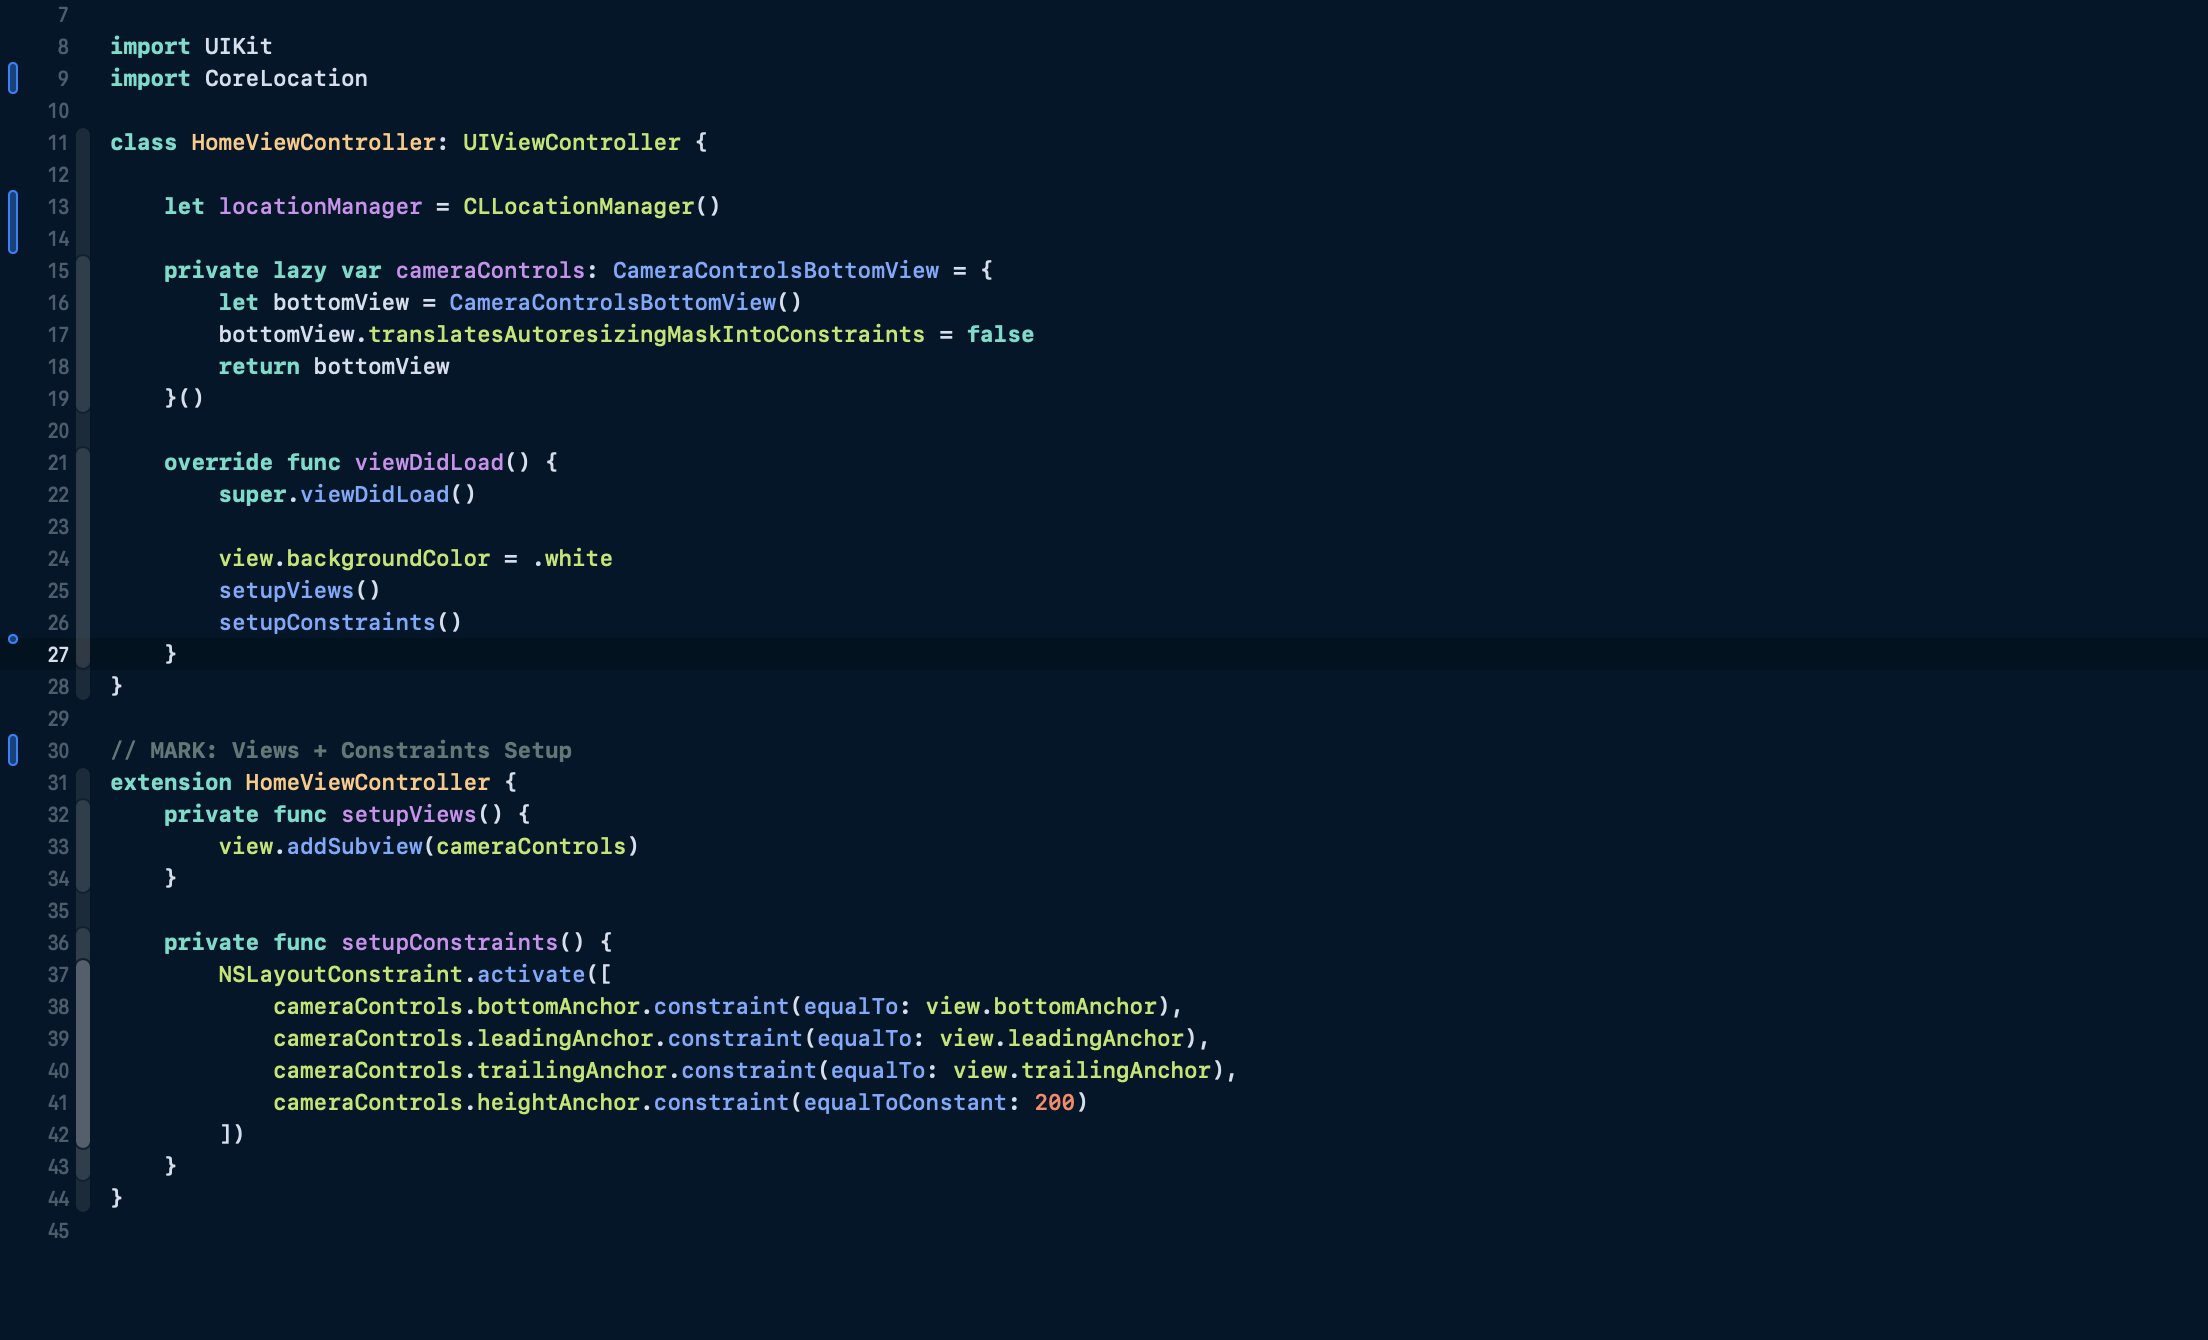 7
8 import UIKit
9 import CoreLocation
10
11 class HomeViewController: UIViewController {
12
13     let locationManager = CLLocationManager()
14
15     private lazy var cameraControls: CameraControlsBottomView = {
16         let bottomView = CameraControlsBottomView()
17         bottomView.translatesAutoresizingMaskIntoConstraints = false
18         return bottomView
19     }()
20
21     override func viewDidLoad() {
22         super.viewDidLoad()
23
24         view.backgroundColor = .white
25         setupViews()
26         setupConstraints()
27     }
28 }
29
30 // MARK: Views + Constraints Setup
31 extension HomeViewController {
32     private func setupViews() {
33         view.addSubview(cameraControls)
34     }
35
36     private func setupConstraints() {
37         NSLayoutConstraint.activate([
38             cameraControls.bottomAnchor.constraint(equalTo: view.bottomAnchor),
39             cameraControls.leadingAnchor.constraint(equalTo: view.leadingAnchor),
40             cameraControls.trailingAnchor.constraint(equalTo: view.trailingAnchor),
41             cameraControls.heightAnchor.constraint(equalToConstant: 200)
42         ])
43     }
44 }
45